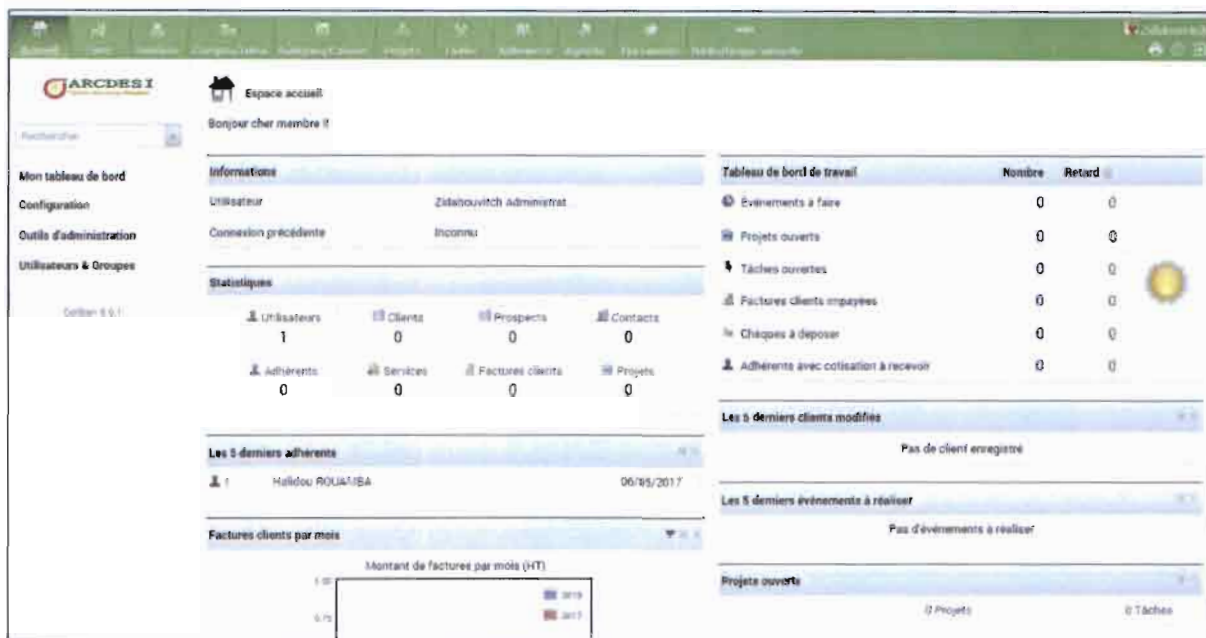 Accueil
ARCDESI
Rechercher
Mon tableau de bord
Configuration
Outils d'administration
Utilisateurs & Groupes
Espace accueil
Bonjour cher membre !!
Informations
Utilisateur Zidabouvitch Administrat...
Connexion précédente Inconnu
Statistiques
Utilisateurs Clients Prospects Contacts
1 0 0 0
Adhérents Services Factures clients Projets
0 0 0 0
Les 5 derniers adhérents
1 Halidou ROUAMBA 06/05/2017
Factures clients par mois
Montant de factures par mois (HT)
1.00
0.75
2017
Tableau de bord de travail Nombre Retard
Événements à faire 0 0
Projets ouverts 0 0
Tâches ouvertes 0 0
Factures clients impayées 0 0
Chèques à déposer 0 0
Adhérents avec cotisation à recevoir 0 0
Les 5 derniers clients modifiés
Pas de client enregistré
Les 5 derniers événements à réaliser
Pas d'événements à réaliser
Projets ouverts
0 Projets 0 Tâches